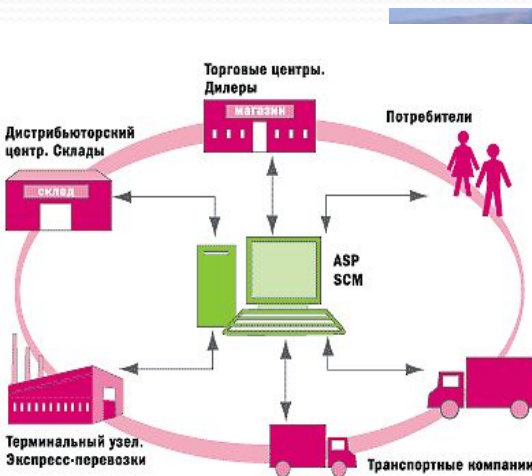 Торговые центры.
Дилеры
магазин
Потребители
Дистрибьюторский
центр. Склады
склад
ASP
SCM
Терминальный узел.
Экспресс-перевозки
Транспортные компании